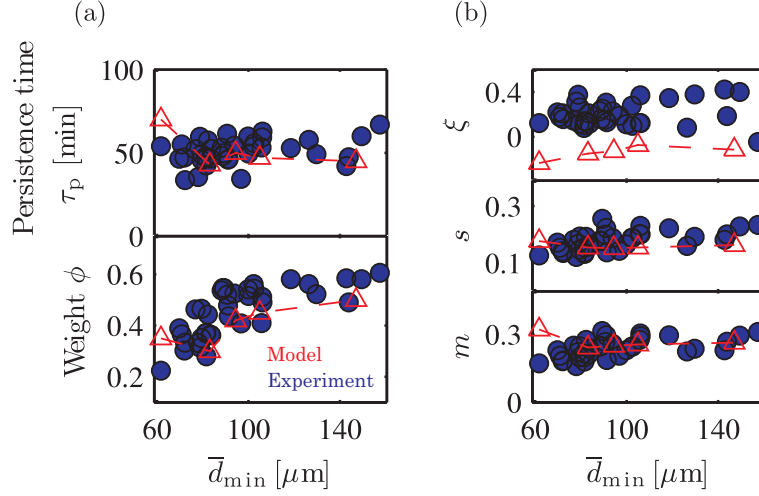 (a)
Persistence time
τp [min]
100
50
0
Weight ϕ
0.6
0.4
0.2
Model
Experiment
60
100
140
d̅min [μm]
(b)
ξ
0.4
0
s
0.3
0.1
m
0.3
0
60
100
140
d̅min [μm]